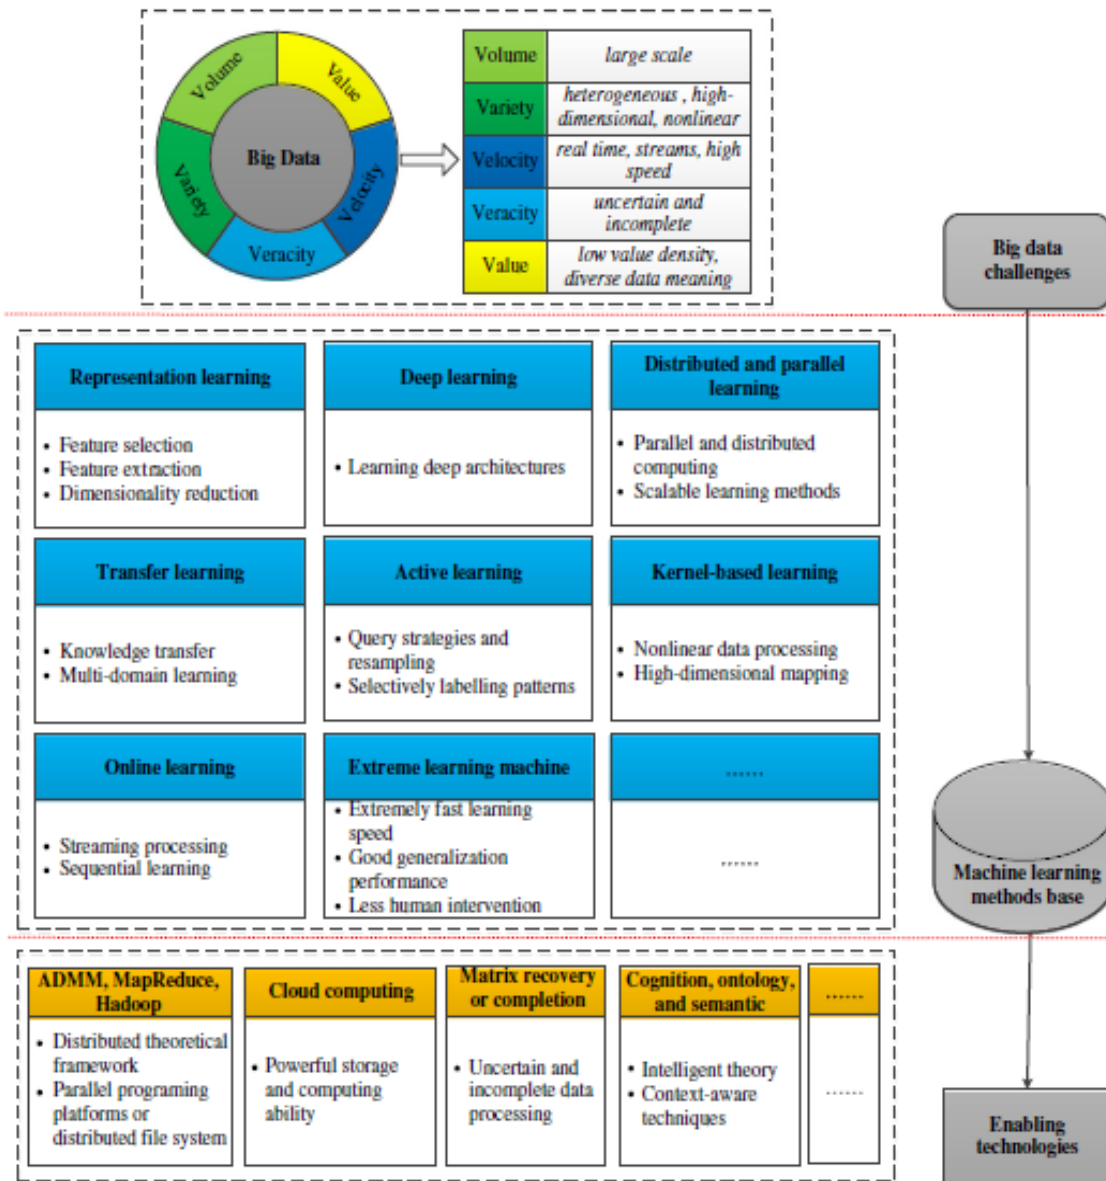 Volume
Value
Variety
Velocity
Veracity
Big Data
Volume
large scale
Variety
heterogeneous , high-
dimensional, nonlinear
Velocity
real time, streams, high
speed
Veracity
uncertain and
incomplete
Value
low value density,
diverse data meaning
Big data
challenges
Representation learning
• Feature selection
• Feature extraction
• Dimensionality reduction
Deep learning
• Learning deep architectures
Distributed and parallel
learning
• Parallel and distributed
computing
• Scalable learning methods
Transfer learning
• Knowledge transfer
• Multi-domain learning
Active learning
• Query strategies and
resampling
• Selectively labelling patterns
Kernel-based learning
• Nonlinear data processing
• High-dimensional mapping
Online learning
• Streaming processing
• Sequential learning
Extreme learning machine
• Extremely fast learning
speed
• Good generalization
performance
• Less human intervention
......
......
Machine learning
methods base
ADMM, MapReduce,
Hadoop
• Distributed theoretical
framework
• Parallel programing
platforms or
distributed file system
Cloud computing
• Powerful storage
and computing
ability
Matrix recovery
or completion
• Uncertain and
incomplete data
processing
Cognition, ontology,
and semantic
• Intelligent theory
• Context-aware
techniques
......
......
Enabling
technologies